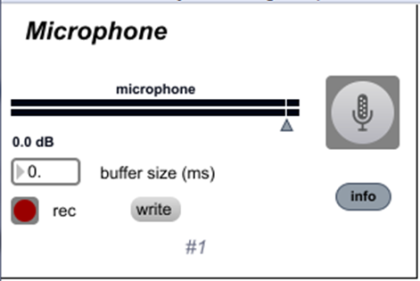 Microphone
microphone
0.0 dB
0.
buffer size (ms)
info
rec
write
#1